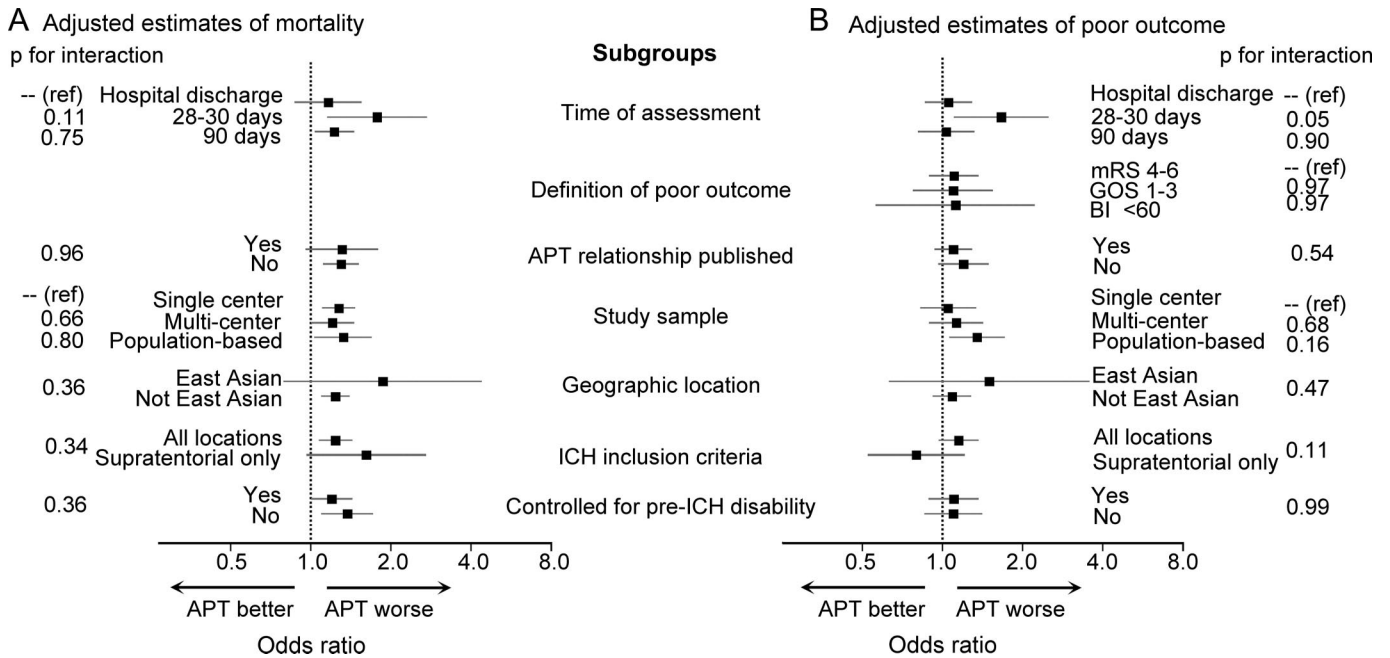 A Adjusted estimates of mortality
p for interaction
-- (ref) Hospital discharge
0.11 28-30 days
0.75 90 days
0.96
Yes
No
-- (ref) Single center
0.66 Multi-center
0.80 Population-based
0.36
East Asian
Not East Asian
0.34
All locations
Supratentorial only
0.36
Yes
No
0.5 1.0 2.0 4.0 8.0
APT better APT worse
Odds ratio
Subgroups
Time of assessment
Definition of poor outcome
APT relationship published
Study sample
Geographic location
ICH inclusion criteria
Controlled for pre-ICH disability
B Adjusted estimates of poor outcome
p for interaction
Hospital discharge -- (ref)
28-30 days 0.05
90 days 0.90
mRS 4-6 -- (ref)
GOS 1-3 0.97
BI <60 0.97
Yes
No
0.54
Single center -- (ref)
Multi-center 0.68
Population-based 0.16
East Asian
Not East Asian
0.47
All locations
Supratentorial only
0.11
Yes
No
0.99
0.5 1.0 2.0 4.0 8.0
APT better APT worse
Odds ratio